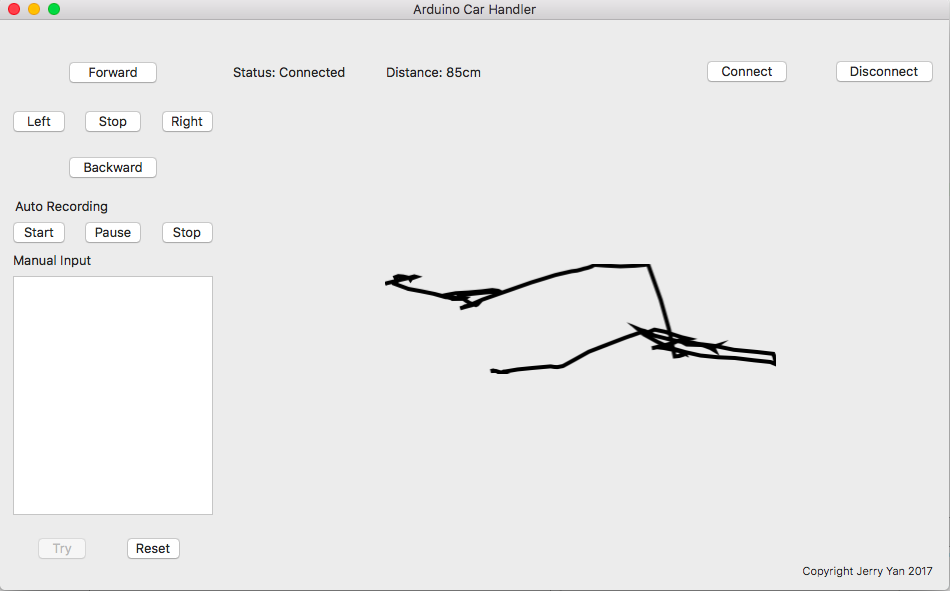 Arduino Car Handler
Forward
Status: Connected
Distance: 85cm
Connect
Disconnect
Left
Stop
Right
Backward
Auto Recording
Start
Pause
Stop
Manual Input
Try
Reset
Copyright Jerry Yan 2017